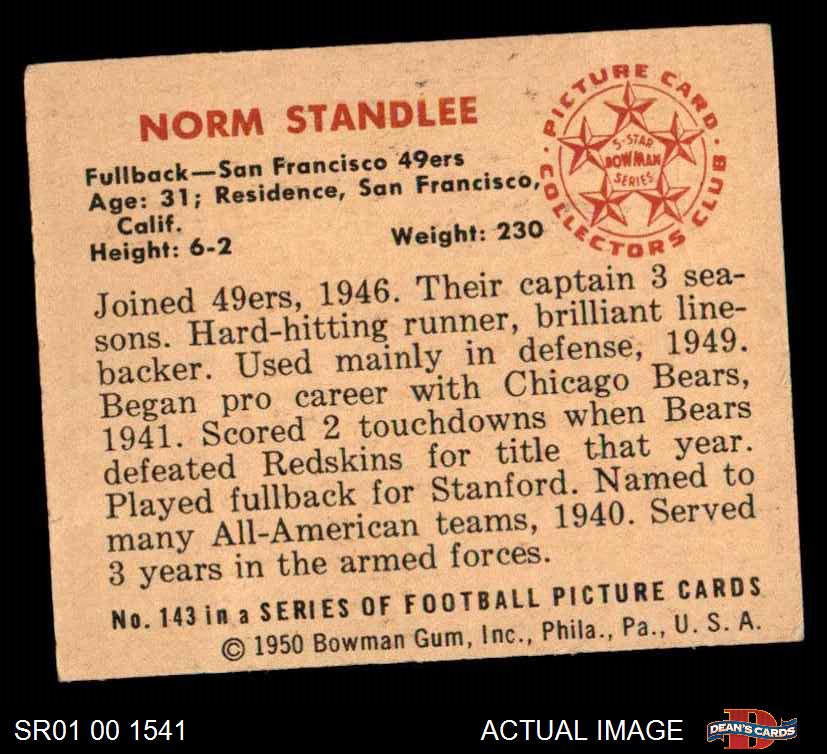 NORM STANDLEE
PICTURE CARD COLLECTORS CLUB
5-STAR
BOWMAN
SERIES
Fullback—San Francisco 49ers
Age: 31; Residence, San Francisco,
Calif.
Height: 6-2 Weight: 230
Joined 49ers, 1946. Their captain 3 sea-
sons. Hard-hitting runner, brilliant line-
backer. Used mainly in defense, 1949.
Began pro career with Chicago Bears,
1941. Scored 2 touchdowns when Bears
defeated Redskins for title that year.
Played fullback for Stanford. Named to
many All-American teams, 1940. Served
3 years in the armed forces.
No. 143 in a SERIES OF FOOTBALL PICTURE CARDS
© 1950 Bowman Gum, Inc., Phila., Pa., U. S. A.
SR01 00 1541 ACTUAL IMAGE
D
DEAN'S CARDS